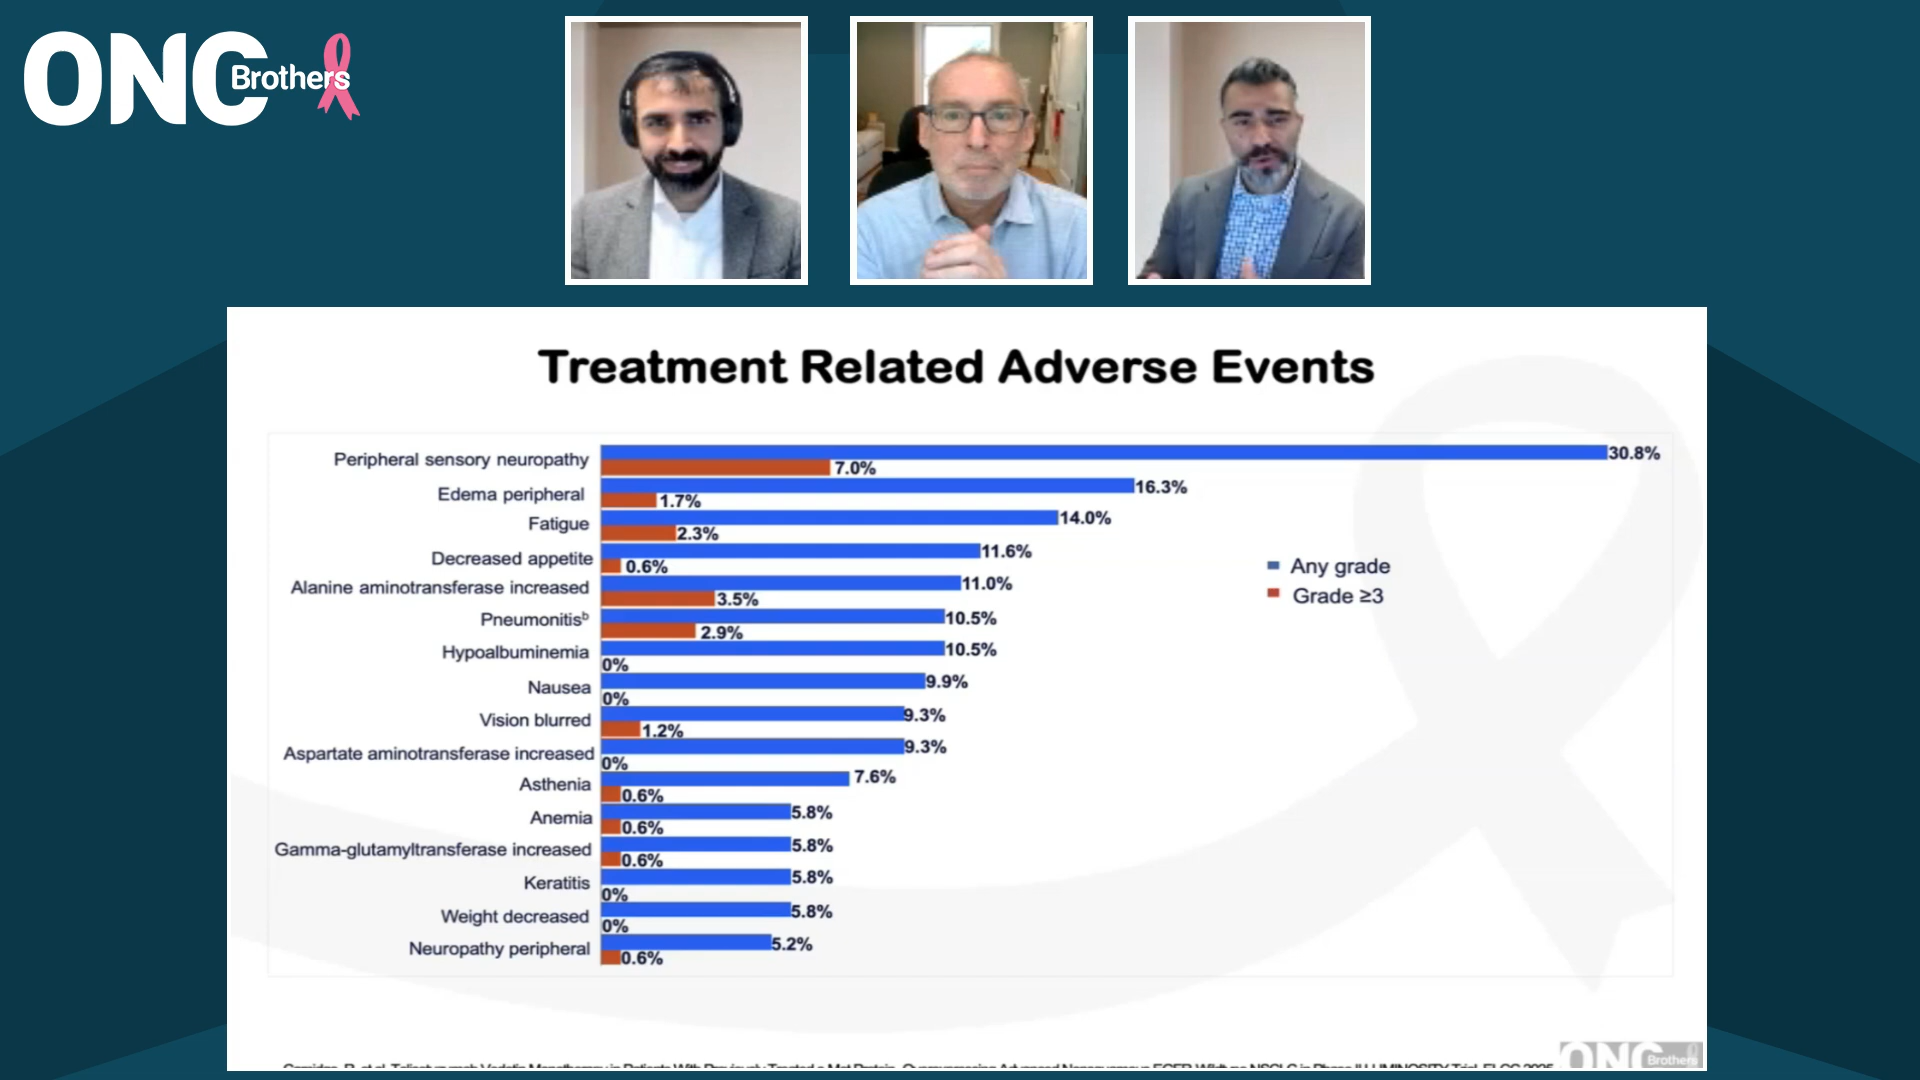 ONC
Brothers
Treatment Related Adverse Events
Peripheral sensory neuropathy 30.8%
7.0%
Edema peripheral 16.3%
1.7%
Fatigue 14.0%
2.3%
Decreased appetite 11.6%
0.6%
Alanine aminotransferase increased 11.0%
3.5%
Pneumonitisᵇ 10.5%
2.9%
Hypoalbuminemia 10.5%
0%
Nausea 9.9%
0%
Vision blurred 9.3%
1.2%
Aspartate aminotransferase increased 9.3%
0%
Asthenia 7.6%
0.6%
Anemia 5.8%
0.6%
Gamma-glutamyltransferase increased 5.8%
0.6%
Keratitis 5.8%
0%
Weight decreased 5.8%
0%
Neuropathy peripheral 5.2%
0.6%
Any grade
Grade ≥3
ONC
Brothers